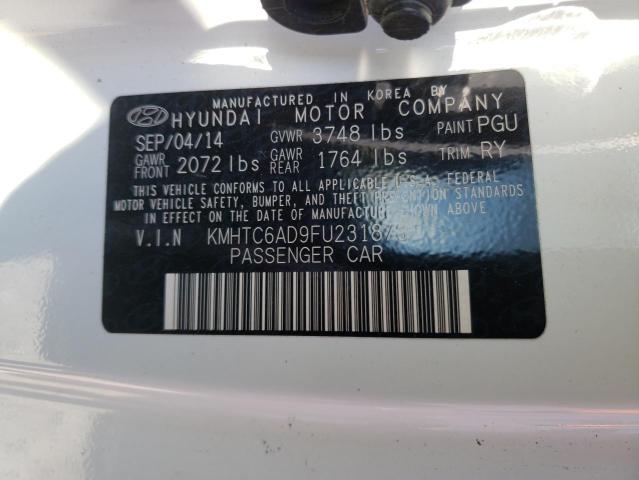 MANUFACTURED IN KOREA BY
HYUNDAI MOTOR COMPANY
SEP/04/14 GVWR 3748 lbs PAINT PGU
GAWR FRONT 2072 lbs GAWR REAR 1764 lbs TRIM RY
THIS VEHICLE CONFORMS TO ALL APPLICABLE U.S.A. FEDERAL
MOTOR VEHICLE SAFETY, BUMPER, AND THEFT PREVENTION STANDARDS
IN EFFECT ON THE DATE OF MANUFACTURE SHOWN ABOVE.
V.I.N
PASSENGER CAR